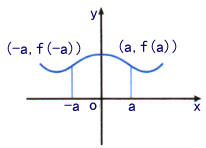 y
(-a, f(-a)) (a, f(a))
-a o a x